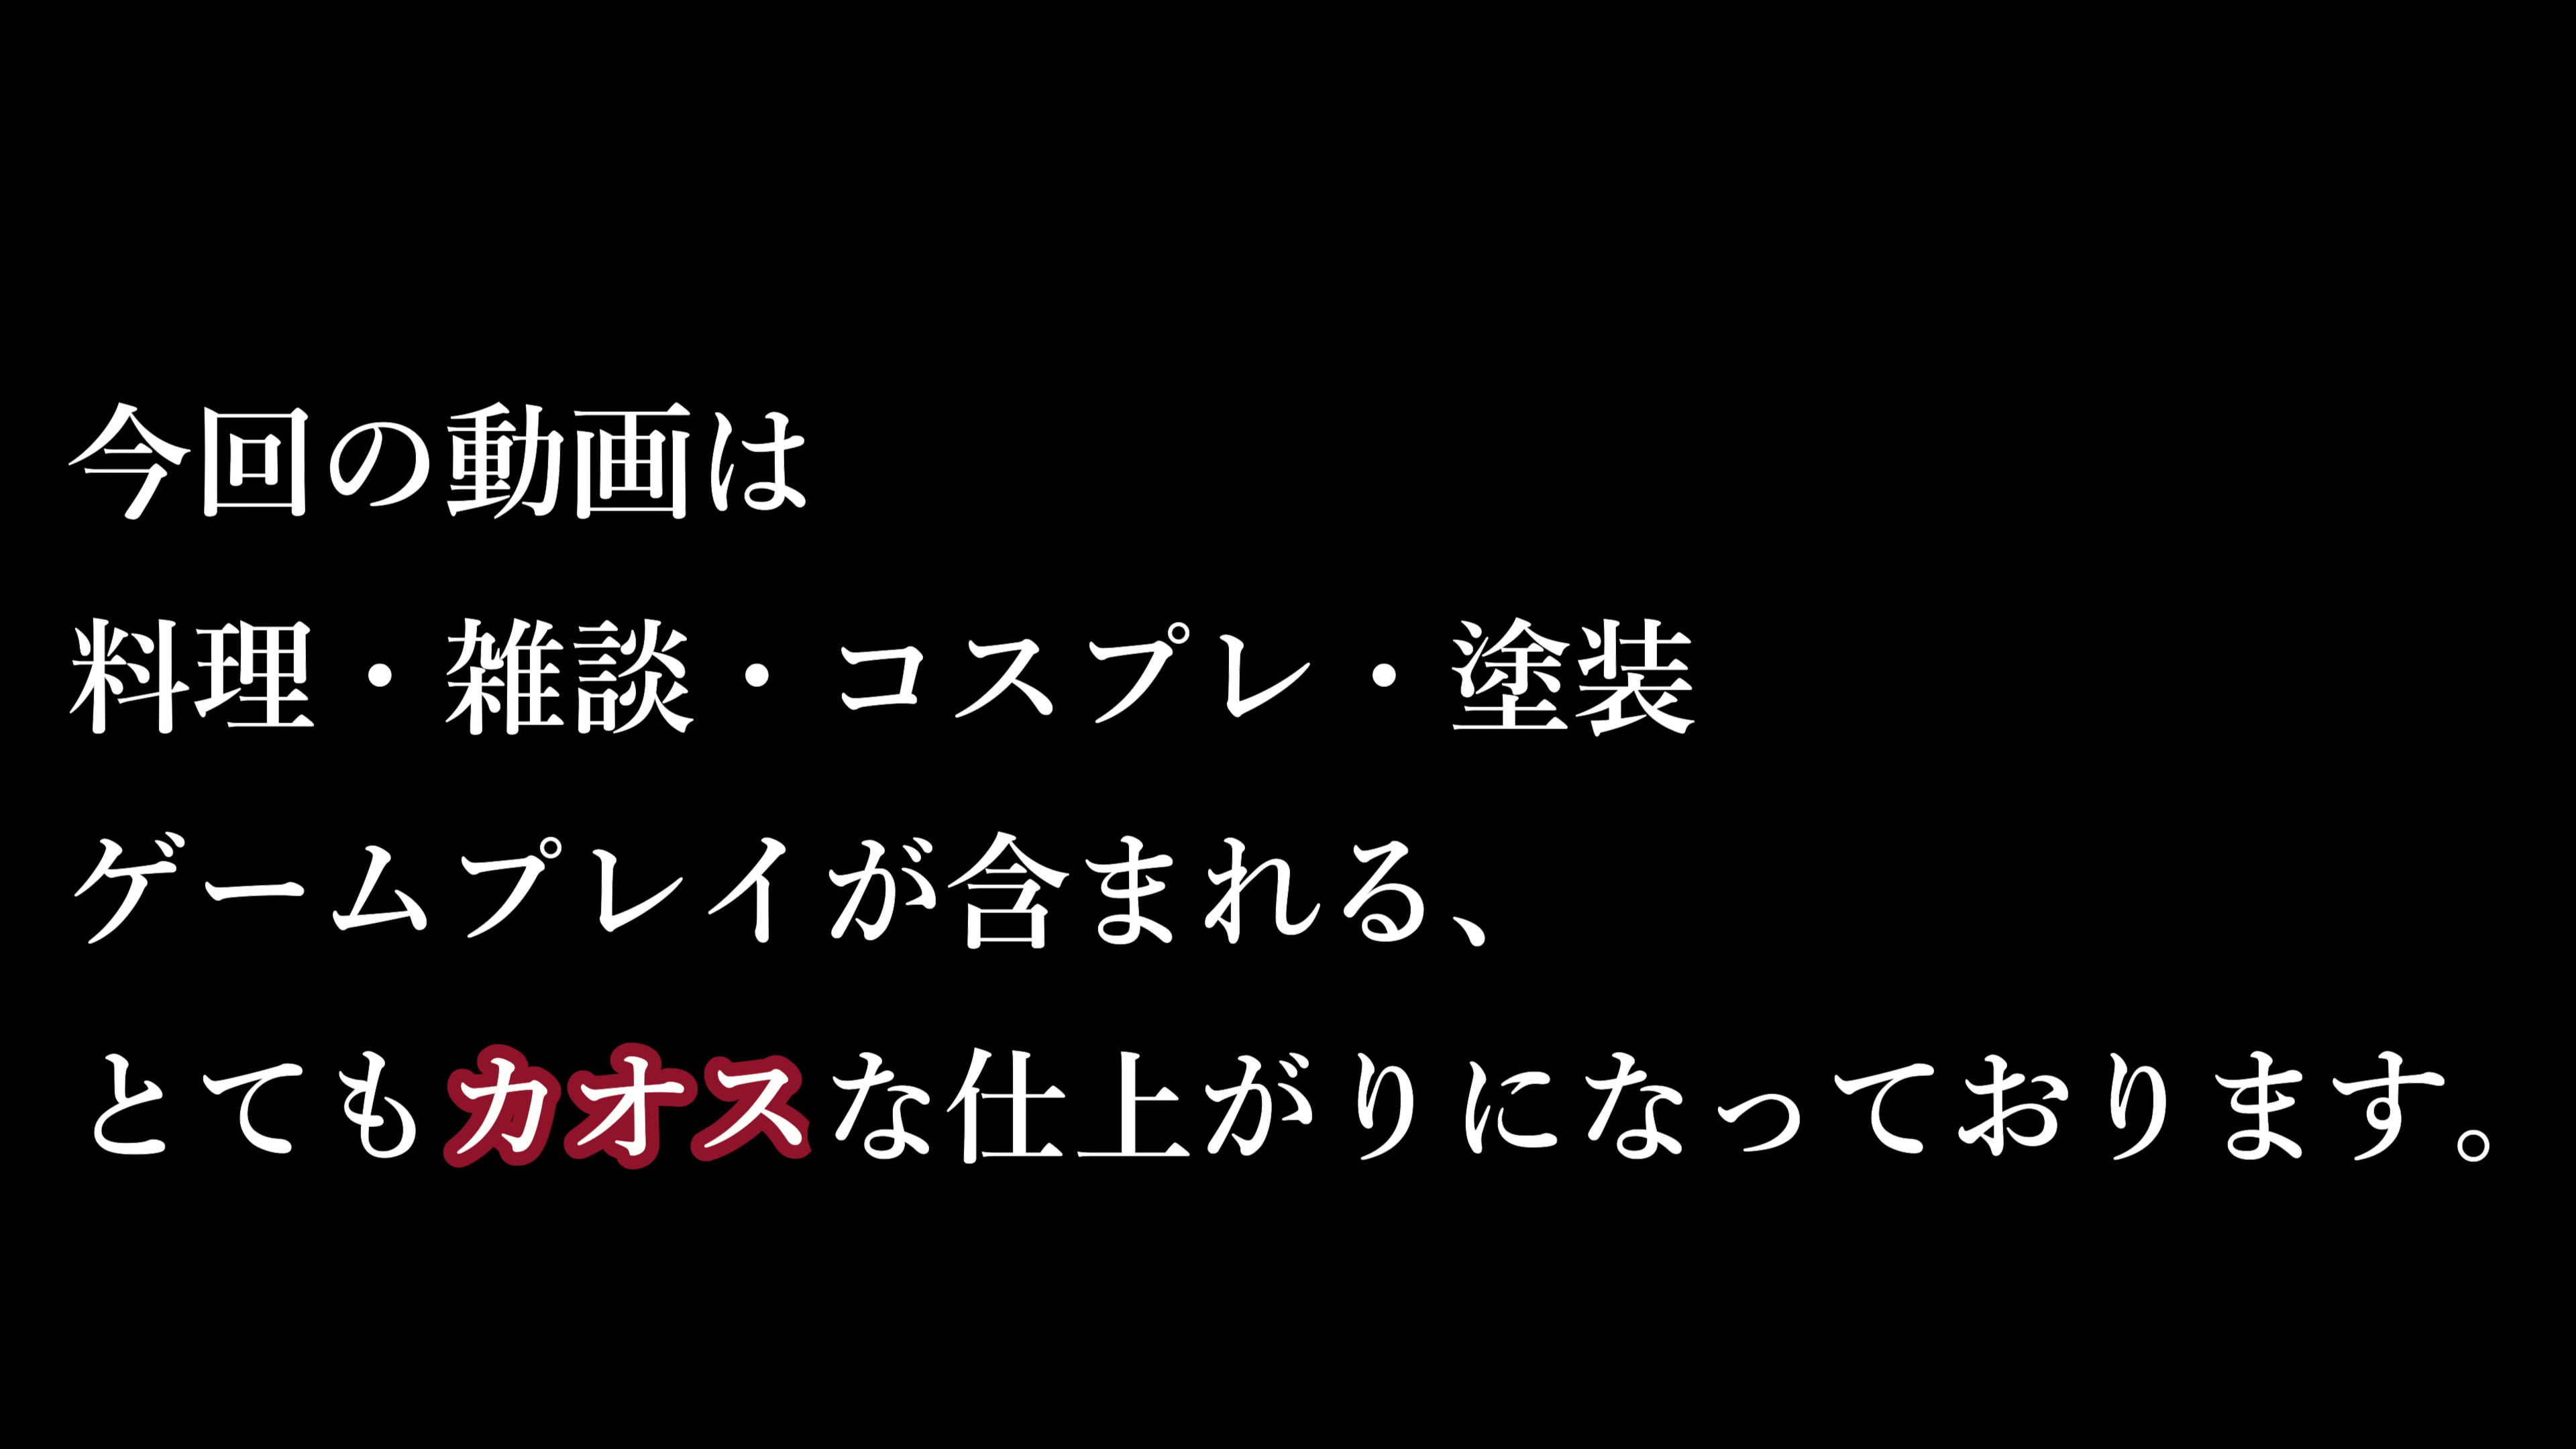 今回の動画は
料理・雑談・コスプレ・塗装
ゲームプレイが含まれる、
とてもカオスな仕上がりになっております。